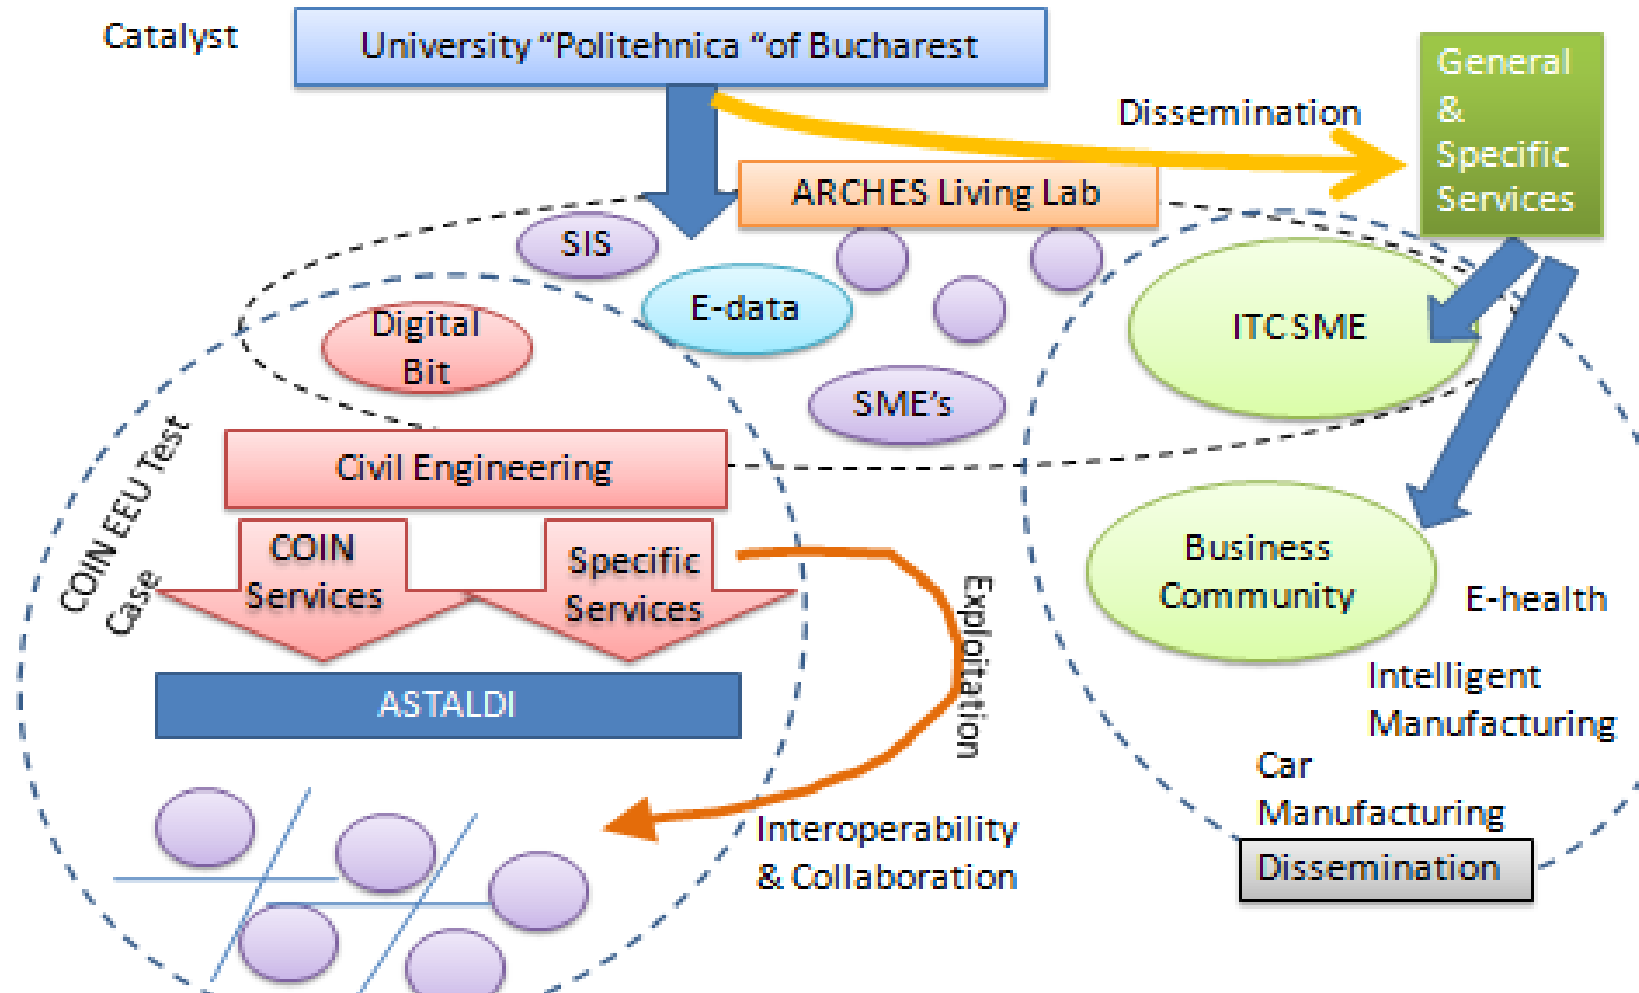 Catalyst
University “Politehnica “of Bucharest
General
&
Specific
Services
Dissemination
ARCHES Living Lab
SIS
E-data
Digital
Bit
ITC SME
SME’s
COIN EEU Test
Case
Civil Engineering
COIN
Services
Specific
Services
Exploitation
Business
Community
E-health
ASTALDI
Intelligent
Manufacturing
Car
Manufacturing
Interoperability
& Collaboration
Dissemination